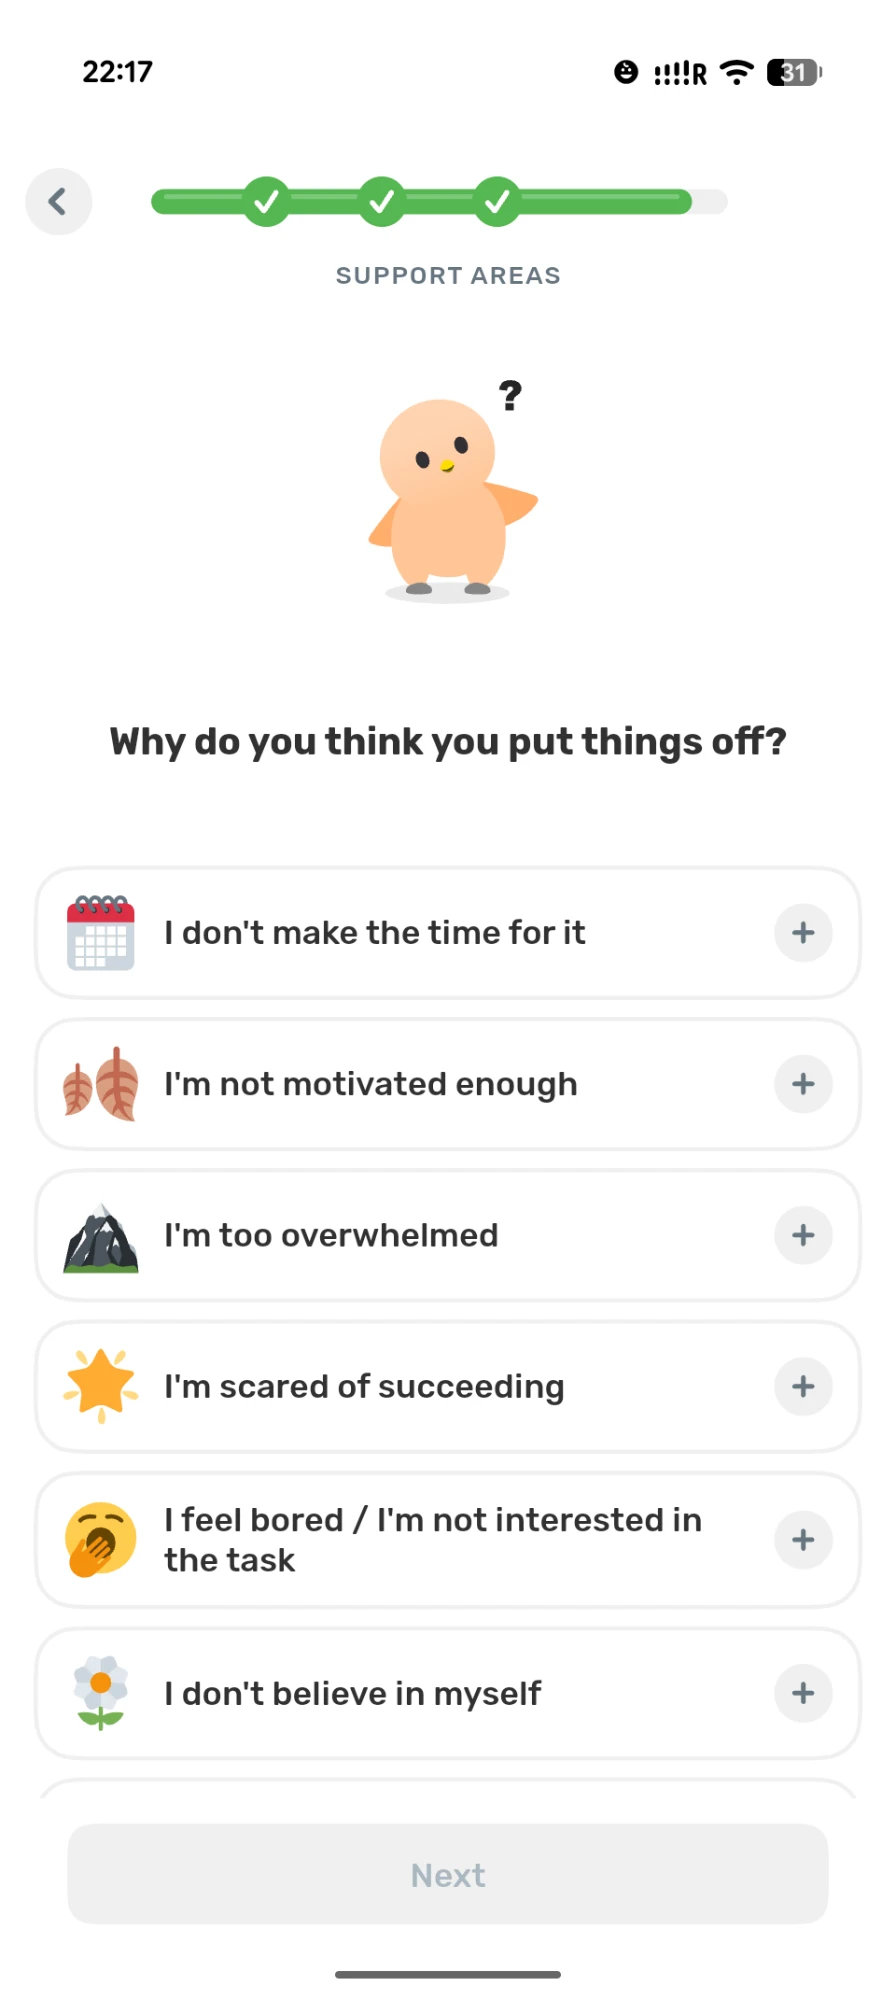 22:17
R
31
SUPPORT AREAS
?
Why do you think you put things off?
I don't make the time for it
I'm not motivated enough
I'm too overwhelmed
I'm scared of succeeding
I feel bored / I'm not interested in
the task
I don't believe in myself
Next